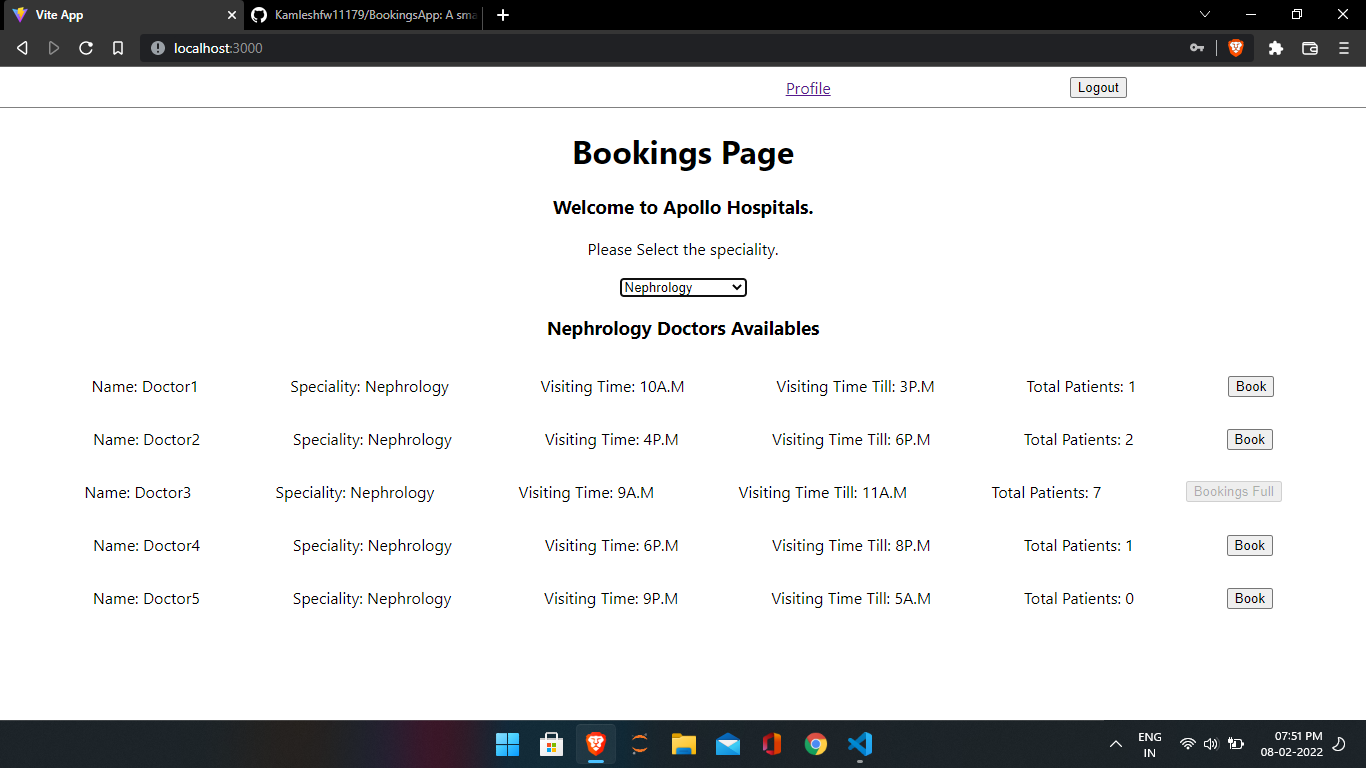 Vite App
Kamleshfw11179/BookingsApp: A sma
localhost:3000
Profile Logout
Bookings Page
Welcome to Apollo Hospitals.
Please Select the speciality.
Nephrology
Nephrology Doctors Availables
Name: Doctor1 Speciality: Nephrology Visiting Time: 10A.M Visiting Time Till: 3P.M Total Patients: 1 Book
Name: Doctor2 Speciality: Nephrology Visiting Time: 4P.M Visiting Time Till: 6P.M Total Patients: 2 Book
Name: Doctor3 Speciality: Nephrology Visiting Time: 9A.M Visiting Time Till: 11A.M Total Patients: 7 Bookings Full
Name: Doctor4 Speciality: Nephrology Visiting Time: 6P.M Visiting Time Till: 8P.M Total Patients: 1 Book
Name: Doctor5 Speciality: Nephrology Visiting Time: 9P.M Visiting Time Till: 5A.M Total Patients: 0 Book
ENG
IN
07:51 PM
08-02-2022